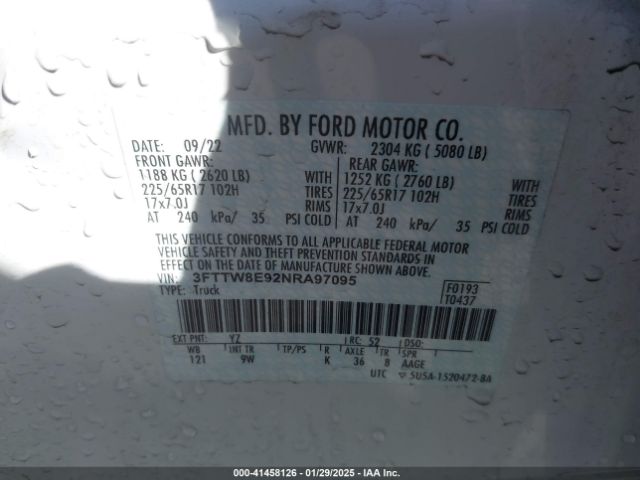 MFD. BY FORD MOTOR CO.
DATE: 09/22 GVWR: 2304 KG ( 5080 LB)
FRONT GAWR: REAR GAWR:
1188 KG ( 2620 LB) WITH 1252 KG ( 2760 LB) WITH
225/65R17 102H TIRES 225/65R17 102H TIRES
17x7.0J RIMS 17x7.0J RIMS
AT 240 kPa/ 35 PSI COLD AT 240 kPa/ 35 PSI COLD
THIS VEHICLE CONFORMS TO ALL APPLICABLE FEDERAL MOTOR
VEHICLE SAFETY AND THEFT PREVENTION STANDARDS IN
EFFECT ON THE DATE OF MANUFACTURE SHOWN ABOVE.
VIN: 3FTTW8E92NRA97095 F0193
TYPE: Truck T0437
EXT PNT: YZ RC: 52 DSO:
WB INT TR TP/PS R AXLE TR SPR
121 9W K 36 8 AAGE
UTC ▽ 5U5A-1520472-BA
000-41458126 - 01/29/2025 - IAA Inc.